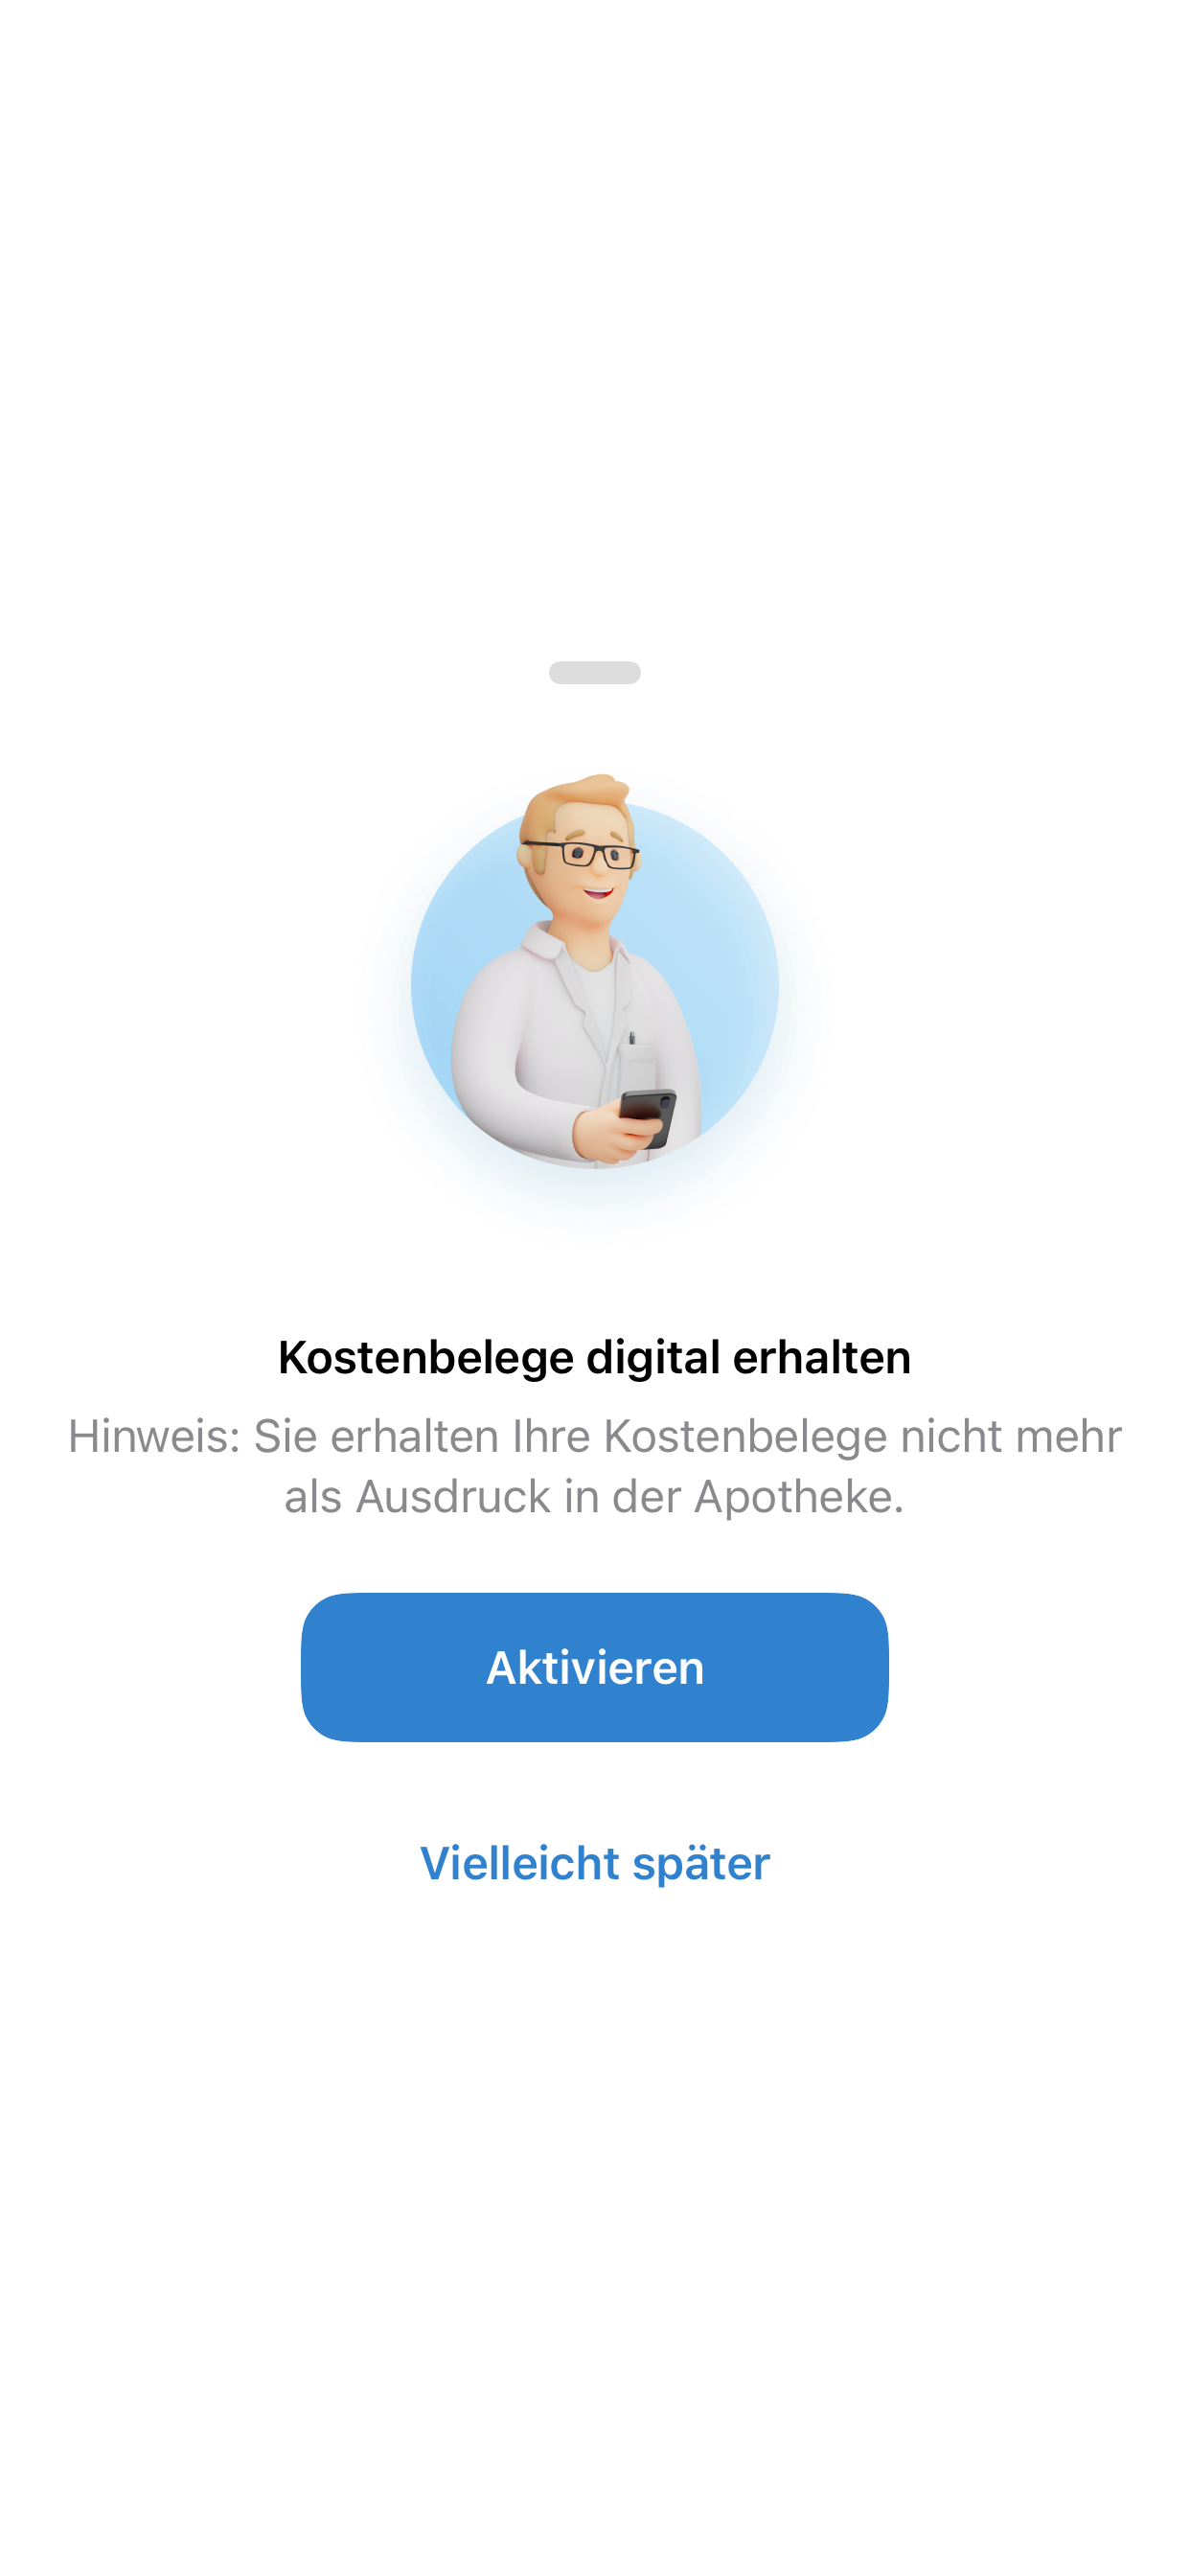 Kostenbelege digital erhalten
Hinweis: Sie erhalten Ihre Kostenbelege nicht mehr
als Ausdruck in der Apotheke.
Aktivieren
Vielleicht später